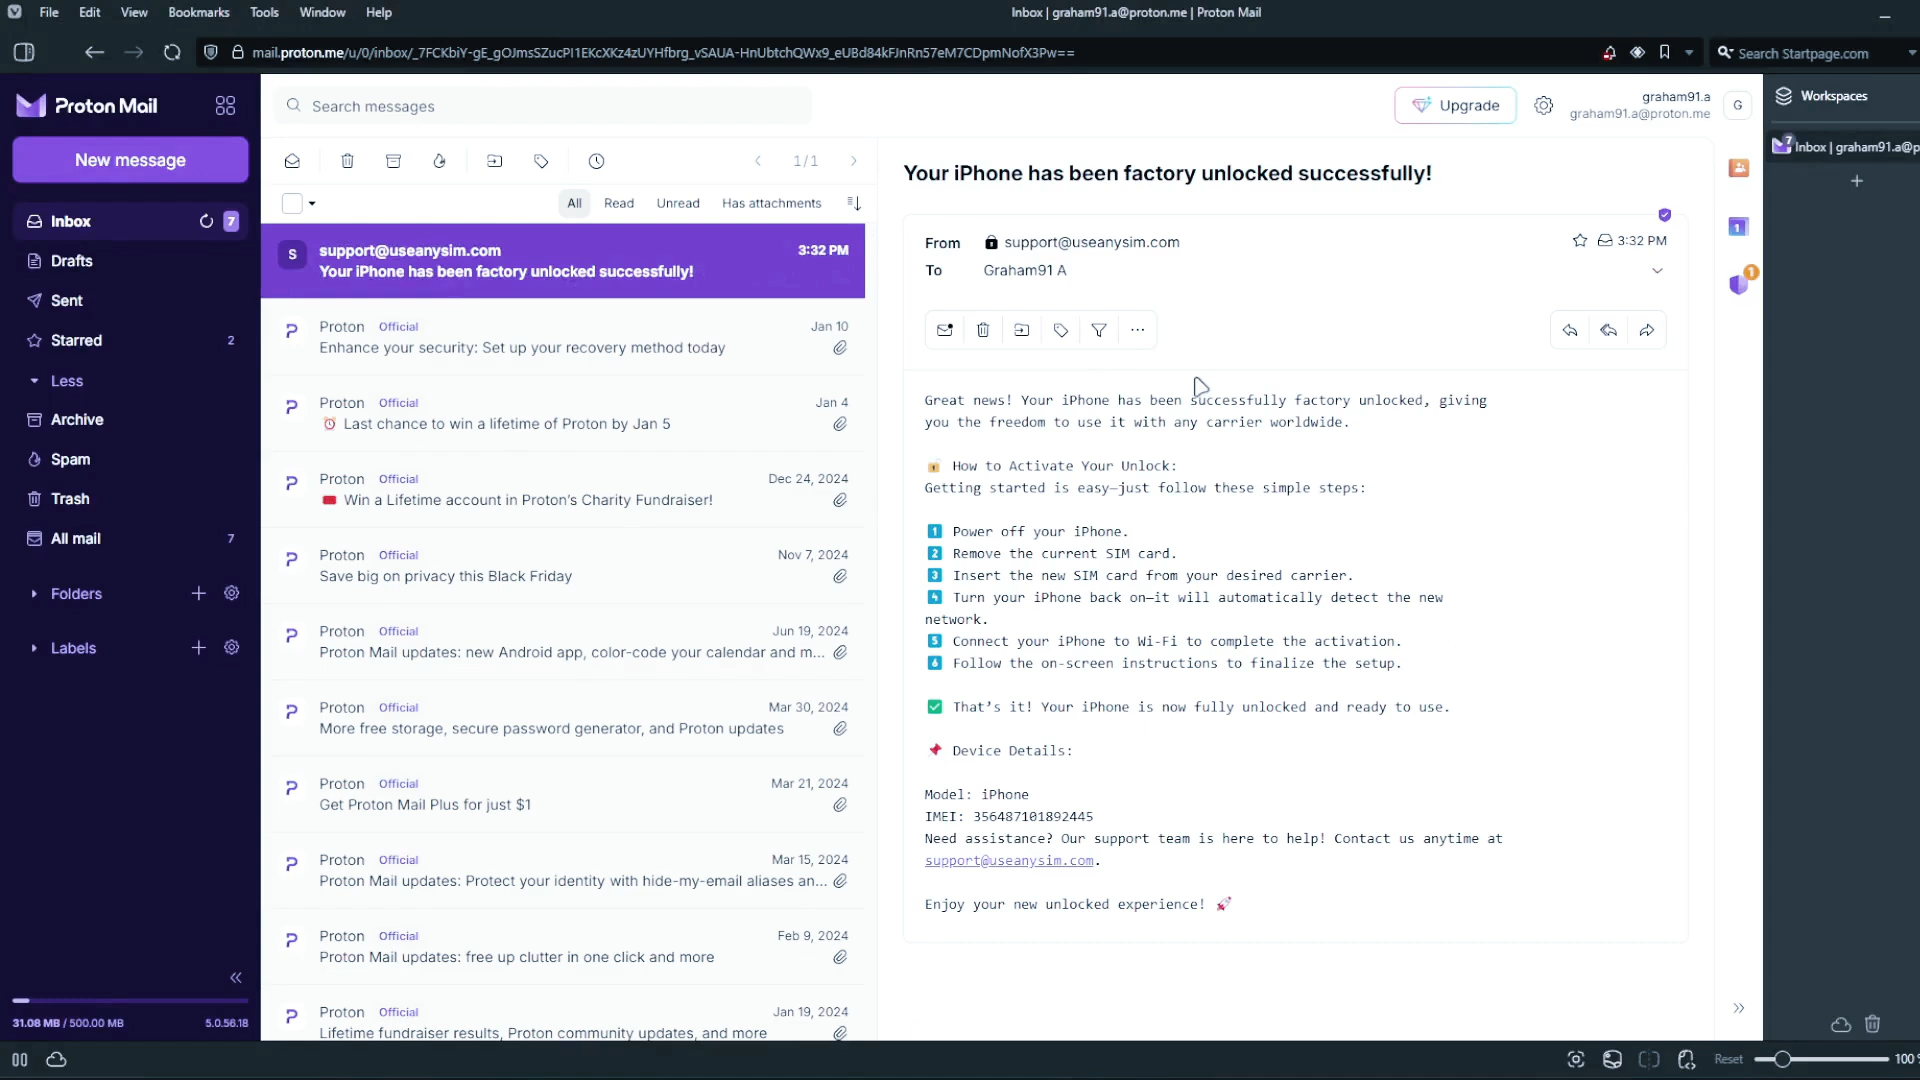 File Edit View Bookmarks Tools Window Help
Inbox | graham91.a@proton.me | Proton Mail
mail.proton.me/u/0/inbox/_7FCKbiY-gE_gOJmsSZucPI1EKcXKz4zUYHfbrg_vSAUA-HnUbtchQWx9_eUBd84kFJnRn57eM7CDpmNofX3Pw==
Search Startpage.com
Proton Mail
New message
Inbox 7
Drafts
Sent
Starred 2
Less
Archive
Spam
Trash
All mail 7
Folders
Labels
31.08 MB / 500.00 MB 5.0.56.18
Search messages
1/1
All Read Unread Has attachments
S
support@useanysim.com 3:32 PM
Your iPhone has been factory unlocked successfully!
Proton Official Jan 10
Enhance your security: Set up your recovery method today
Proton Official Jan 4
⏰ Last chance to win a lifetime of Proton by Jan 5
Proton Official Dec 24, 2024
Win a Lifetime account in Proton's Charity Fundraiser!
Proton Official Nov 7, 2024
Save big on privacy this Black Friday
Proton Official Jun 19, 2024
Proton Mail updates: new Android app, color-code your calendar and m...
Proton Official Mar 30, 2024
More free storage, secure password generator, and Proton updates
Proton Official Mar 21, 2024
Get Proton Mail Plus for just $1
Proton Official Mar 15, 2024
Proton Mail updates: Protect your identity with hide-my-email aliases an...
Proton Official Feb 9, 2024
Proton Mail updates: free up clutter in one click and more
Proton Official Jan 19, 2024
Lifetime fundraiser results, Proton community updates, and more
Upgrade
graham91.a
graham91.a@proton.me
G
Your iPhone has been factory unlocked successfully!
From support@useanysim.com 3:32 PM
To Graham91 A
Great news! Your iPhone has been successfully factory unlocked, giving
you the freedom to use it with any carrier worldwide.
🔓 How to Activate Your Unlock:
Getting started is easy—just follow these simple steps:
1️⃣ Power off your iPhone.
2️⃣ Remove the current SIM card.
3️⃣ Insert the new SIM card from your desired carrier.
4️⃣ Turn your iPhone back on—it will automatically detect the new
network.
5️⃣ Connect your iPhone to Wi-Fi to complete the activation.
6️⃣ Follow the on-screen instructions to finalize the setup.
✅ That's it! Your iPhone is now fully unlocked and ready to use.
📌 Device Details:
Model: iPhone
IMEI: 356487101892445
Need assistance? Our support team is here to help! Contact us anytime at
support@useanysim.com.
Enjoy your new unlocked experience! 🚀
1
1
Workspaces
7
Inbox | graham91.a@p
Reset 100 %